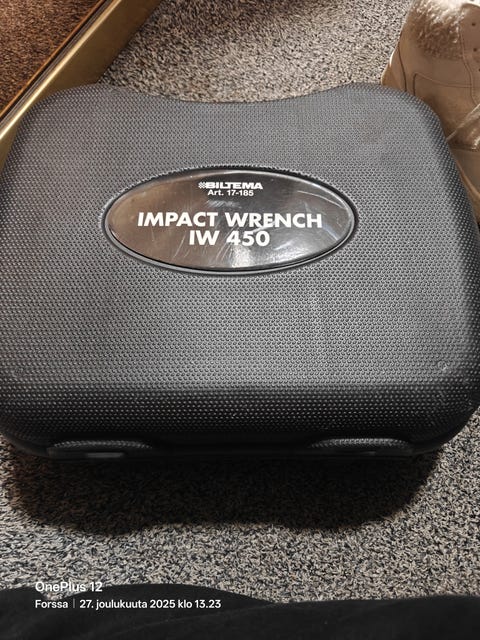 BILTEMA
Art. 17-185
IMPACT WRENCH
IW 450
OnePlus 12
Forssa | 27. joulukuuta 2025 klo 13.23